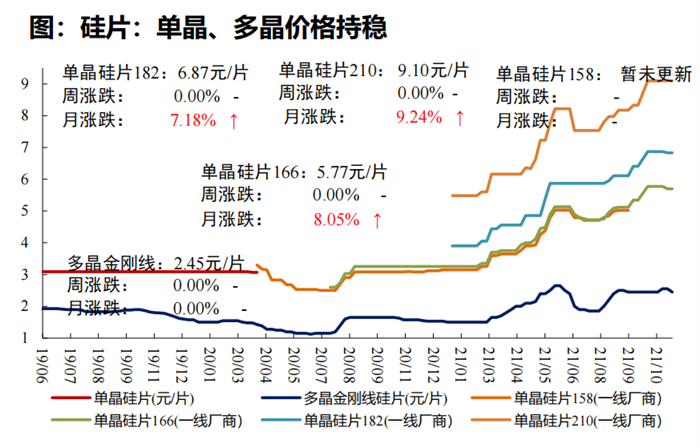 图：硅片：单晶、多晶价格持稳
单晶硅片182：6.87元/片
周涨跌： 0.00% -
月涨跌： 7.18% ↑
单晶硅片210：9.10元/片
周涨跌： 0.00% -
月涨跌： 9.24% ↑
单晶硅片158： 暂未更新
周涨跌： -
月涨跌： -
单晶硅片166：5.77元/片
周涨跌： 0.00% -
月涨跌： 8.05% ↑
多晶金刚线：2.45元/片
周涨跌： 0.00% -
月涨跌： 0.00% -
9
8
7
6
5
4
3
2
1
19/06 19/07 19/08 19/09 19/10 19/12 20/01 20/03 20/04 20/06 20/07 20/08 20/10 20/11 21/01 21/03 21/04 21/05 21/06 21/08 21/09 21/10
单晶硅片(元/片) 多晶金刚线硅片(元/片) 单晶硅片158(一线厂商)
单晶硅片166(一线厂商) 单晶硅片182(一线厂商) 单晶硅片210(一线厂商)